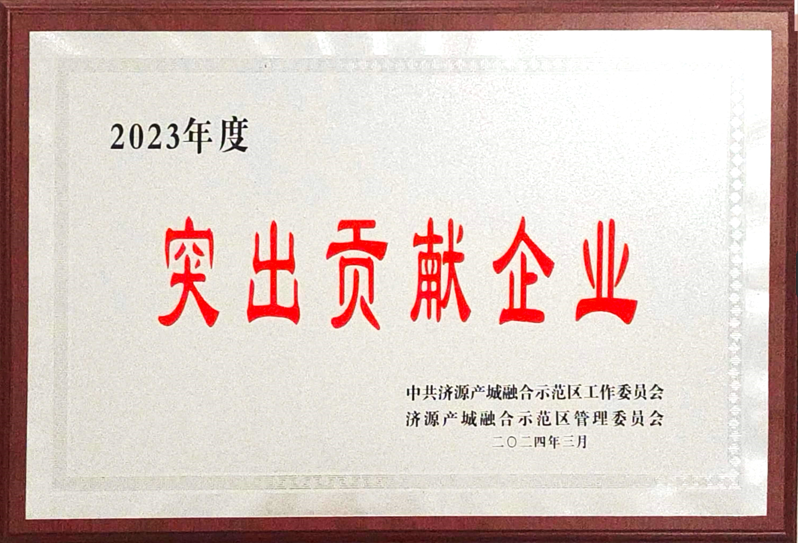 2023年度
突出贡献企业
中共济源产城融合示范区工作委员会
济源产城融合示范区管理委员会
二〇二四年三月